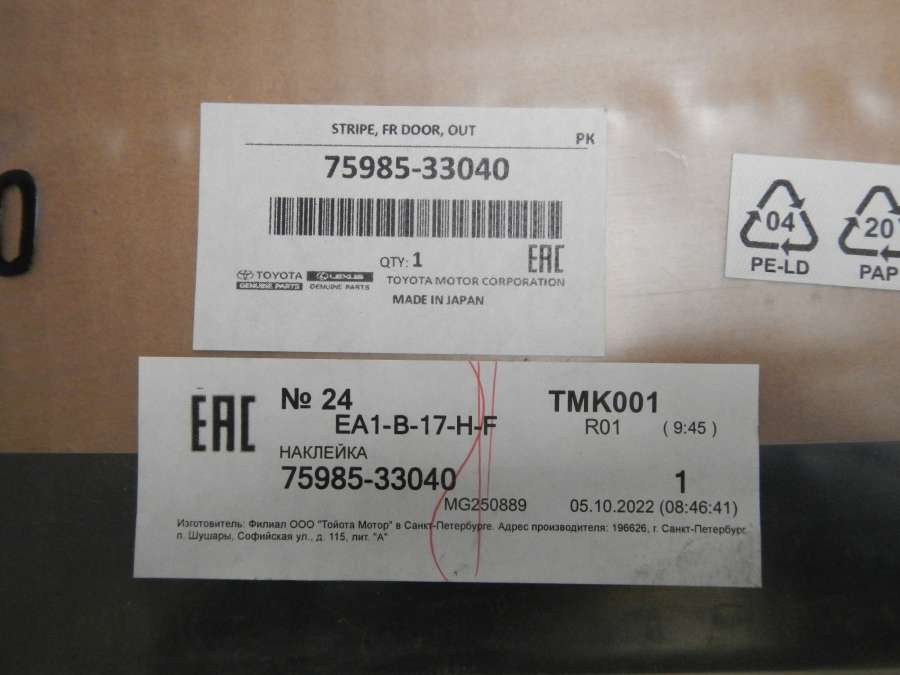 STRIPE, FR DOOR, OUT
PK
75985-33040
QTY: 1
EAC
TOYOTA
GENUINE PARTS
LEXUS
GENUINE PARTS
TOYOTA MOTOR CORPORATION
MADE IN JAPAN
04
PE-LD
20
PAP
EAC
№ 24
EA1-B-17-H-F
TMK001
R01 ( 9:45 )
НАКЛЕЙКА
75985-33040
1
MG250889
05.10.2022 (08:46:41)
Изготовитель: Филиал ООО "Тойота Мотор" в Санкт-Петербурге. Адрес производителя: 196626, г. Санкт-Петербург
п. Шушары, Софийская ул., д. 115, лит. "А"